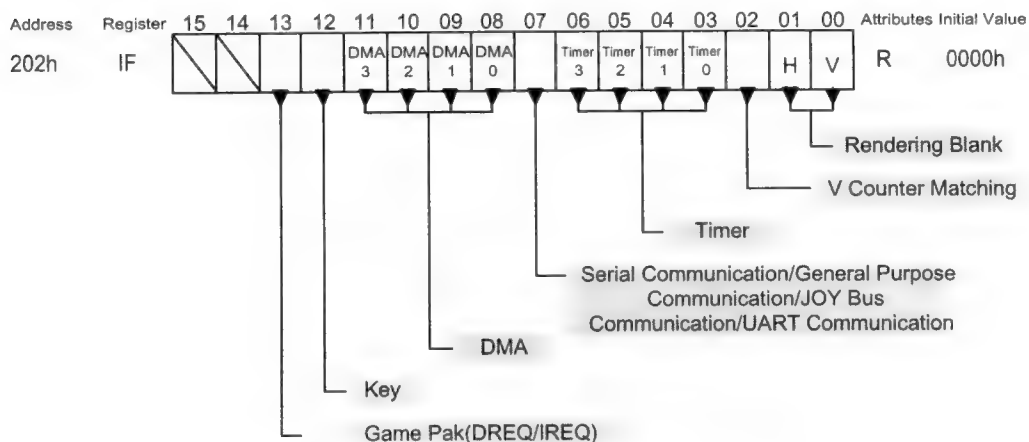 Address Register 15 14 13 12 11 10 09 08 07 06 05 04 03 02 01 00 Attributes Initial Value
202h IF DMA 3 DMA 2 DMA 1 DMA 0 Timer 3 Timer 2 Timer 1 Timer 0 H V R 0000h
Rendering Blank
V Counter Matching
Timer
Serial Communication/General Purpose
Communication/JOY Bus
Communication/UART Communication
DMA
Key
Game Pak(DREQ/IREQ)